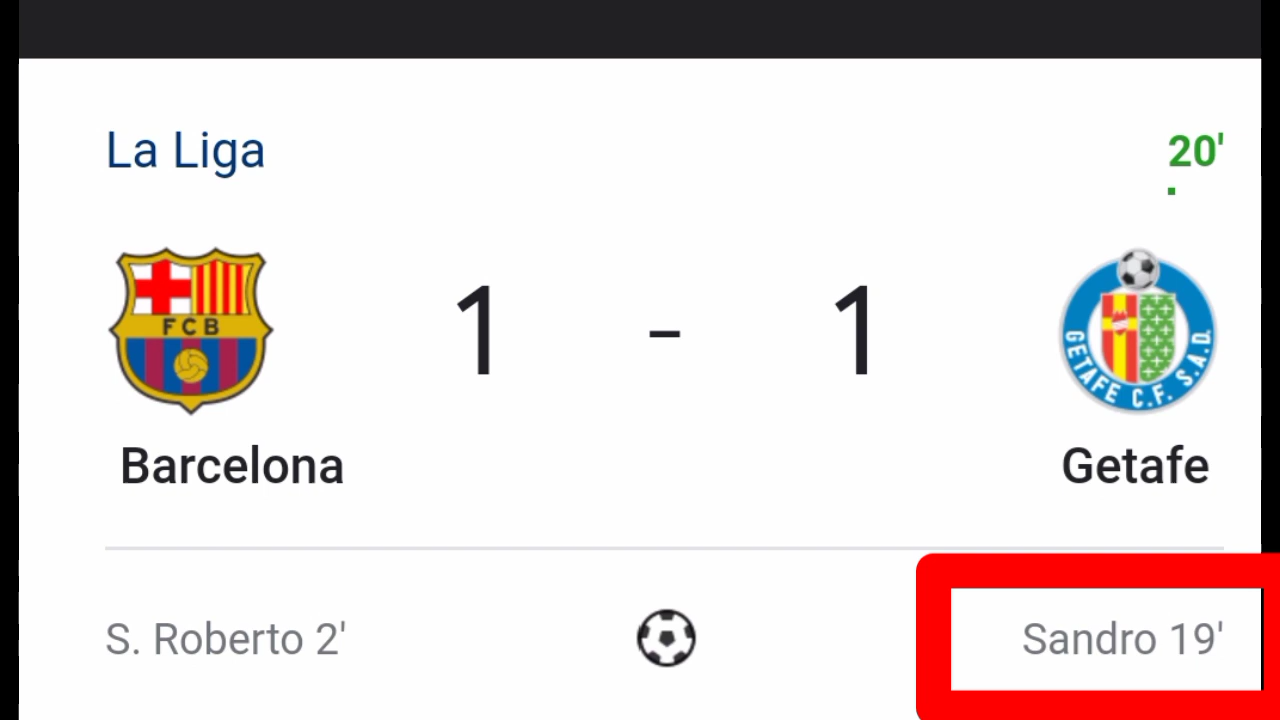 La Liga
20'
FCB
1 - 1
GETAFE C.F. S.A.D.
Barcelona
Getafe
S. Roberto 2'
Sandro 19'